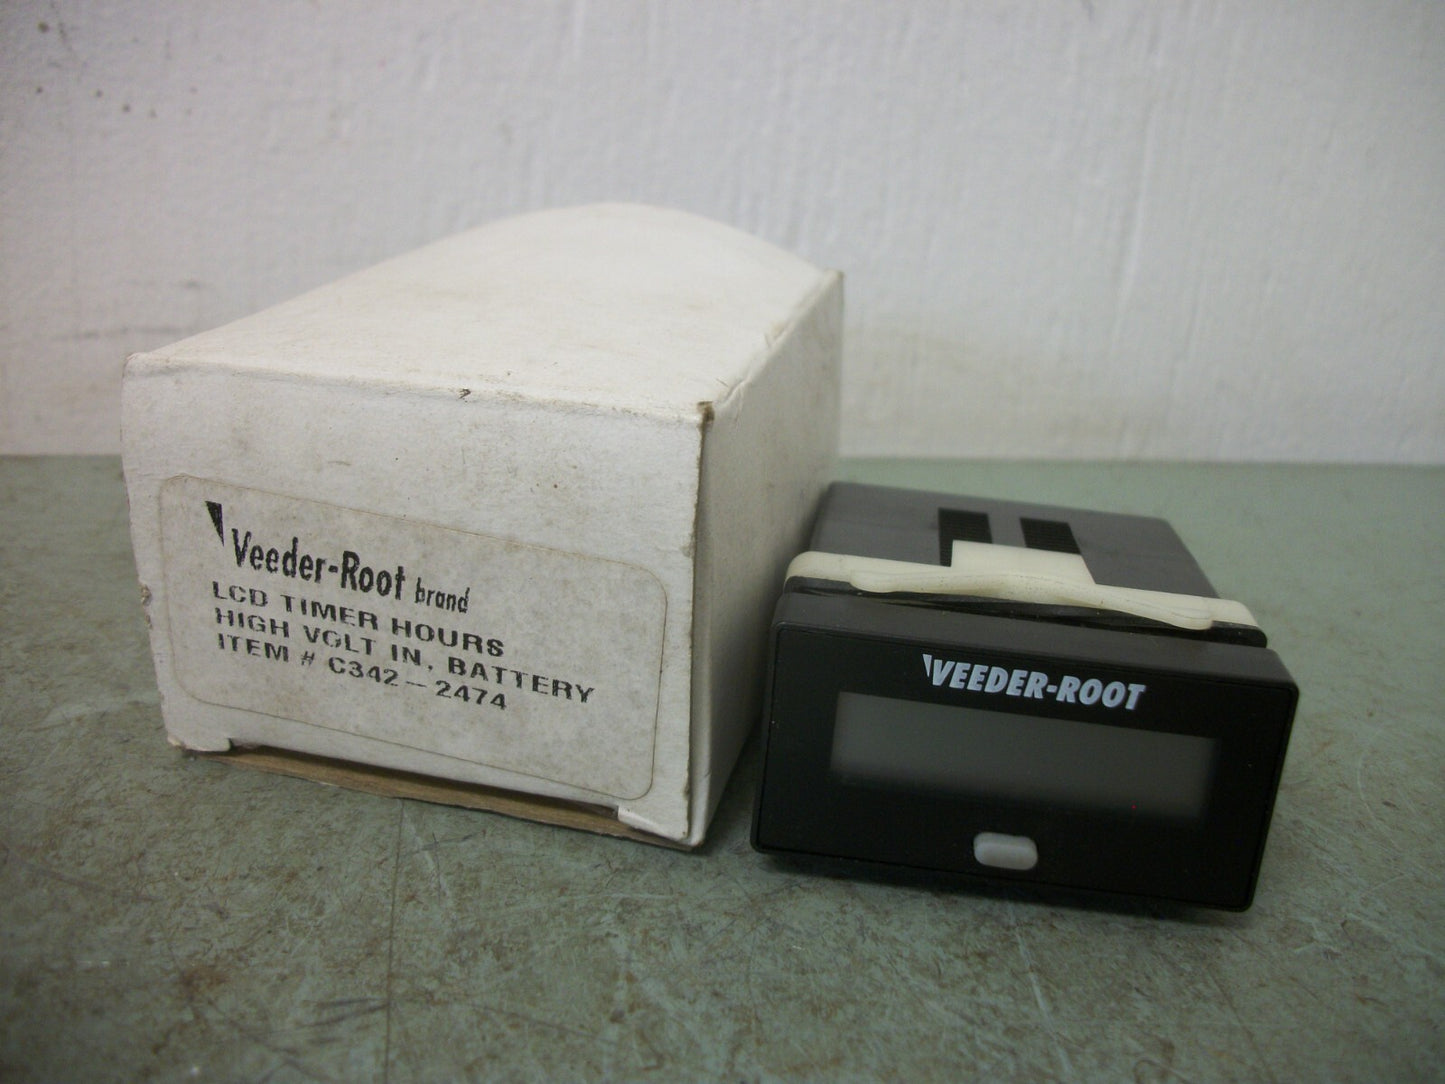 Veeder-Root brand
LCD TIMER HOURS
HIGH VOLT IN, BATTERY
ITEM # C342-2474
VEEDER-ROOT